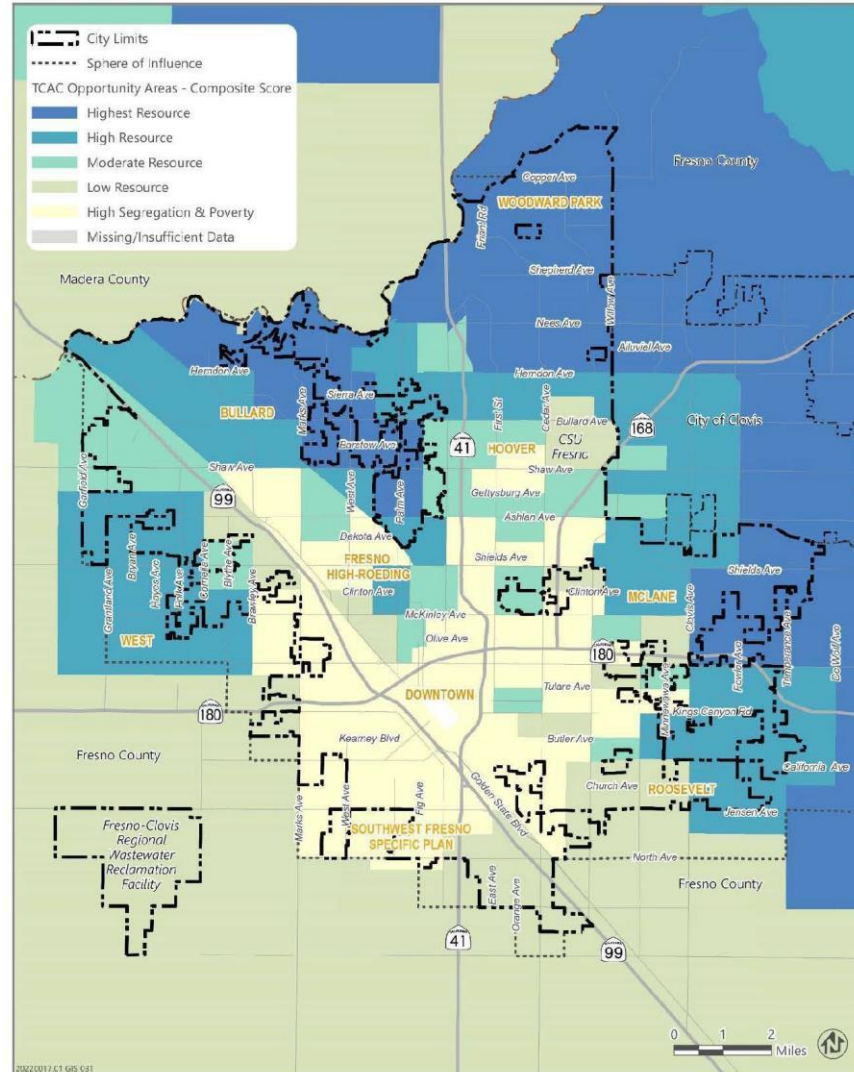 City Limits
Sphere of Influence
TCAC Opportunity Areas - Composite Score
Highest Resource
High Resource
Moderate Resource
Low Resource
High Segregation & Poverty
Missing/Insufficient Data
Fresno County
Copper Ave
WOODWARD PARK
Friant Rd
Madera County
Shepherd Ave
Willow Ave
Nees Ave
Alluvial Ave
Herndon Ave
Herndon Ave
Sierra Ave
Marks Ave
BULLARD
First St
Cedar Ave
Bullard Ave
168
City of Clovis
Barstow Ave
41
HOOVER
CSU
Fresno
Shaw Ave
Shaw Ave
West Ave
Palm Ave
Garfield Ave
CALIFORNIA
99
Gettysburg Ave
Ashlan Ave
Dakota Ave
Grantland Ave
Bryan Ave
Hayes Ave
Polk Ave
Cornelia Ave
Blythe Ave
Brawley Ave
FRESNO
HIGH-ROEDING
Shields Ave
Shields Ave
Clinton Ave
Clinton Ave
MCLANE
Clovis Ave
McKinley Ave
WEST
Olive Ave
Fowler Ave
Temperance Ave
De Wolf Ave
180
DOWNTOWN
Tulare Ave
Minnewawa Ave
Kings Canyon Rd
180
Kearney Blvd
Butler Ave
Fresno County
California Ave
Church Ave
ROOSEVELT
Golden State Blvd
Jensen Ave
Marks Ave
West Ave
Fig Ave
Fresno-Clovis
Regional
Wastewater
Reclamation
Facility
SOUTHWEST FRESNO
SPECIFIC PLAN
North Ave
East Ave
Orange Ave
Fresno County
41
99
0 1 2
Miles
N
20220017.01 GIS 031